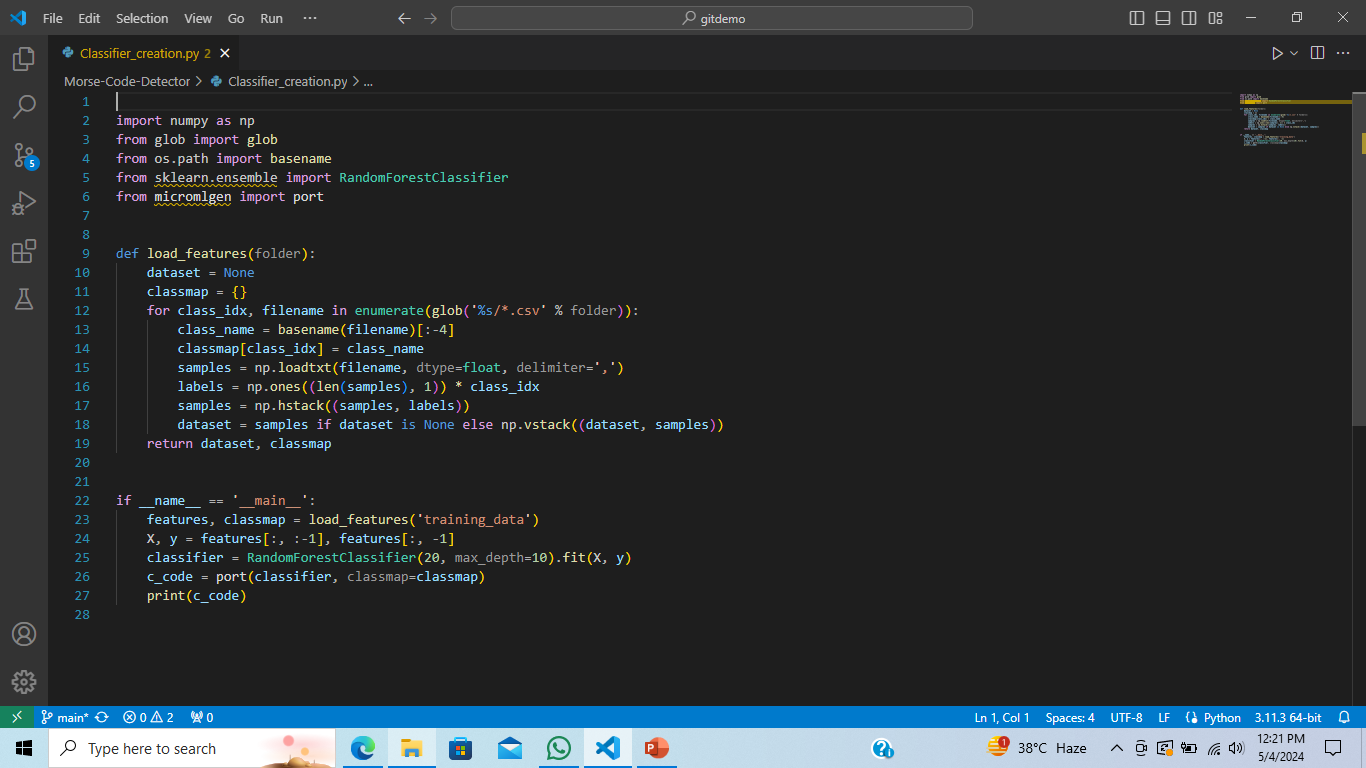 File Edit Selection View Go Run ··· gitdemo
Classifier_creation.py 2
Morse-Code-Detector > Classifier_creation.py > ...
1
2 import numpy as np
3 from glob import glob
4 from os.path import basename
5 from sklearn.ensemble import RandomForestClassifier
6 from micromlgen import port
7
8
9 def load_features(folder):
10     dataset = None
11     classmap = {}
12     for class_idx, filename in enumerate(glob('%s/*.csv' % folder)):
13         class_name = basename(filename)[:-4]
14         classmap[class_idx] = class_name
15         samples = np.loadtxt(filename, dtype=float, delimiter=',')
16         labels = np.ones((len(samples), 1)) * class_idx
17         samples = np.hstack((samples, labels))
18         dataset = samples if dataset is None else np.vstack((dataset, samples))
19     return dataset, classmap
20
21
22 if __name__ == '__main__':
23     features, classmap = load_features('training_data')
24     X, y = features[:, :-1], features[:, -1]
25     classifier = RandomForestClassifier(20, max_depth=10).fit(X, y)
26     c_code = port(classifier, classmap=classmap)
27     print(c_code)
28
5
main* 0 2 0 Ln 1, Col 1 Spaces: 4 UTF-8 LF Python 3.11.3 64-bit
Type here to search 1 38°C Haze 12:21 PM
5/4/2024